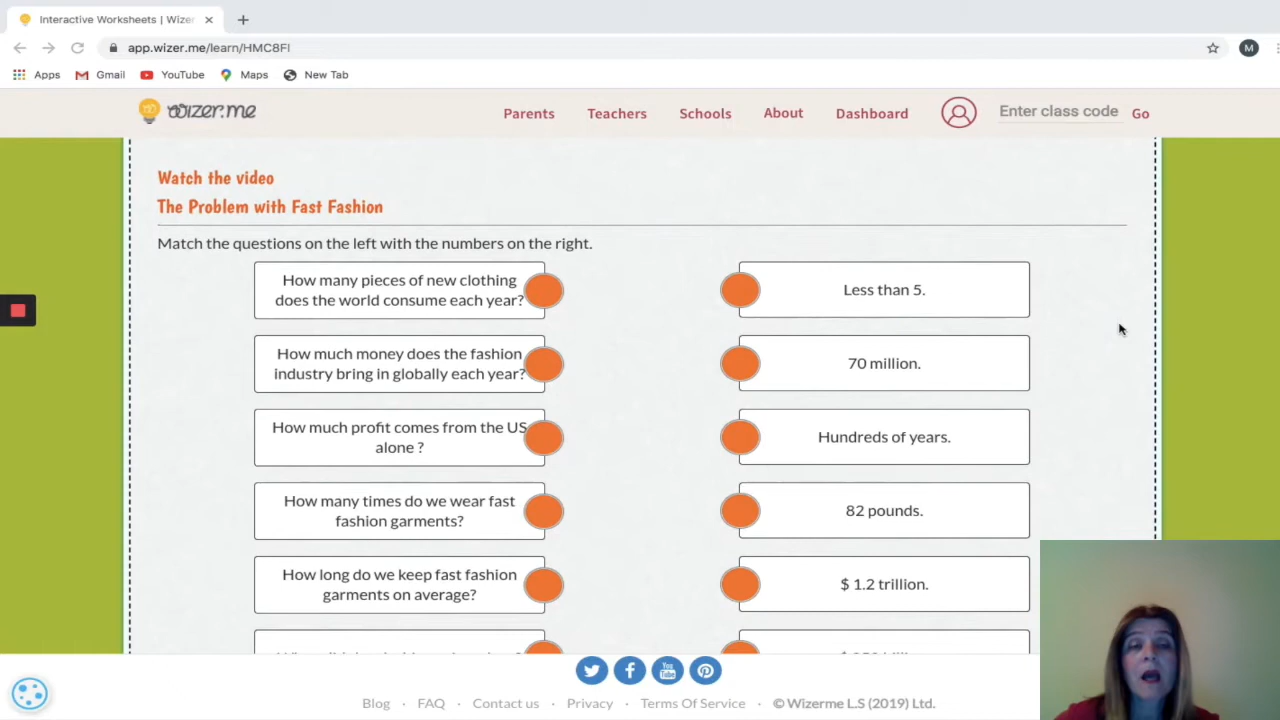 Interactive Worksheets | Wizer
app.wizer.me/learn/HMC8FI
M
Apps Gmail YouTube Maps New Tab
wizer.me
Parents Teachers Schools About Dashboard Enter class code Go
Watch the video
The Problem with Fast Fashion
Match the questions on the left with the numbers on the right.
How many pieces of new clothing
does the world consume each year?
Less than 5.
How much money does the fashion
industry bring in globally each year?
70 million.
How much profit comes from the US
alone ?
Hundreds of years.
How many times do we wear fast
fashion garments?
82 pounds.
How long do we keep fast fashion
garments on average?
$ 1.2 trillion.
You
Tube
Blog · FAQ · Contact us · Privacy · Terms Of Service · © Wizerme L.S (2019) Ltd.